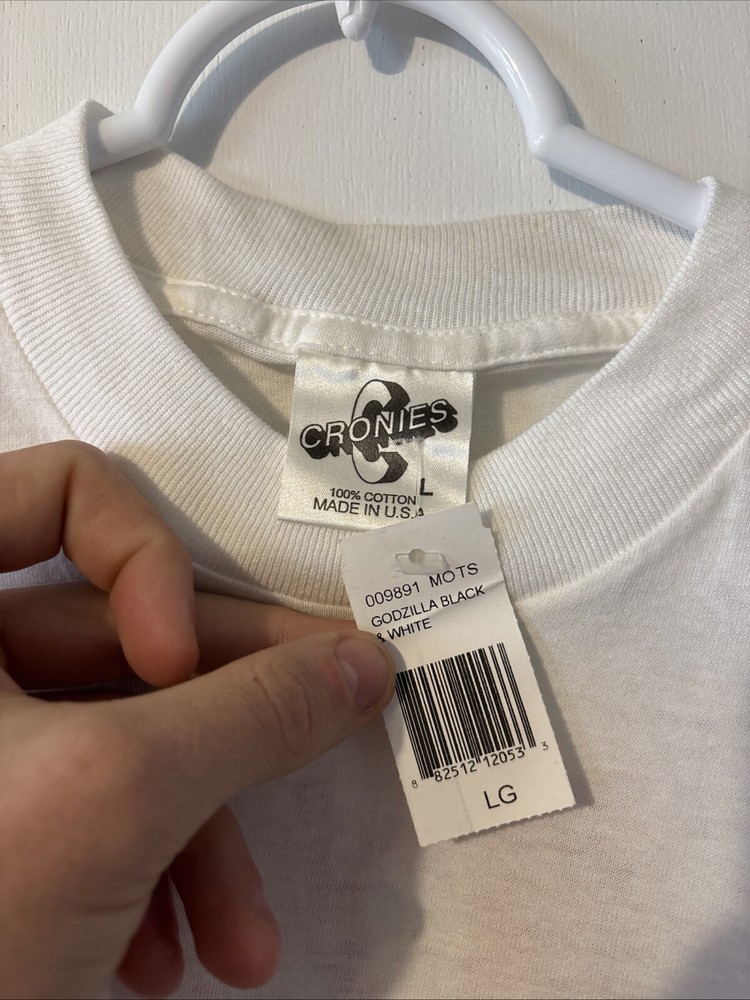 CRONIES
100% COTTON L
MADE IN U.S.A
009891 MOTS
GODZILLA BLACK
& WHITE
8 82512 12053 3
LG